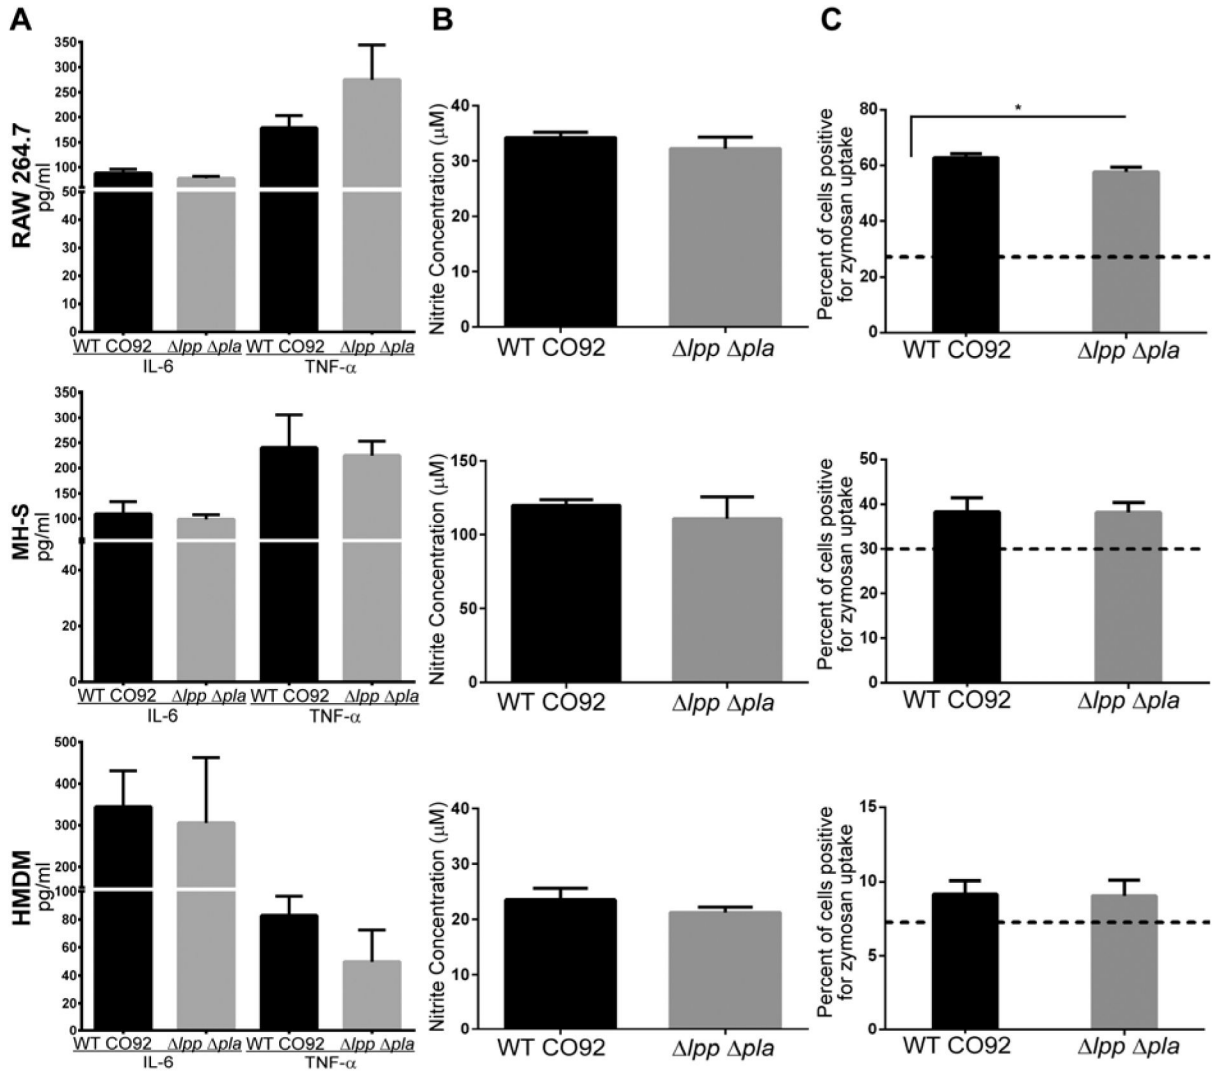 A
B
C
RAW 264.7
pg/ml
350
300
250
200
150
100
50
40
30
20
10
0
WT CO92 Δlpp Δpla WT CO92 Δlpp Δpla
IL-6 TNF-α
Nitrite Concentration (μM)
40
30
20
10
0
WT CO92 Δlpp Δpla
Percent of cells positive
for zymosan uptake
80
60
40
20
0
*
WT CO92 Δlpp Δpla
MH-S
pg/ml
350
300
250
200
150
100
40
20
0
WT CO92 Δlpp Δpla WT CO92 Δlpp Δpla
IL-6 TNF-α
Nitrite Concentration (μM)
150
100
50
0
WT CO92 Δlpp Δpla
Percent of cells positive
for zymosan uptake
50
40
30
20
10
0
WT CO92 Δlpp Δpla
HMDM
pg/ml
500
400
300
200
100
80
60
40
20
0
WT CO92 Δlpp Δpla WT CO92 Δlpp Δpla
IL-6 TNF-α
Nitrite Concentration (μM)
40
30
20
10
0
WT CO92 Δlpp Δpla
Percent of cells positive
for zymosan uptake
15
10
5
0
WT CO92 Δlpp Δpla